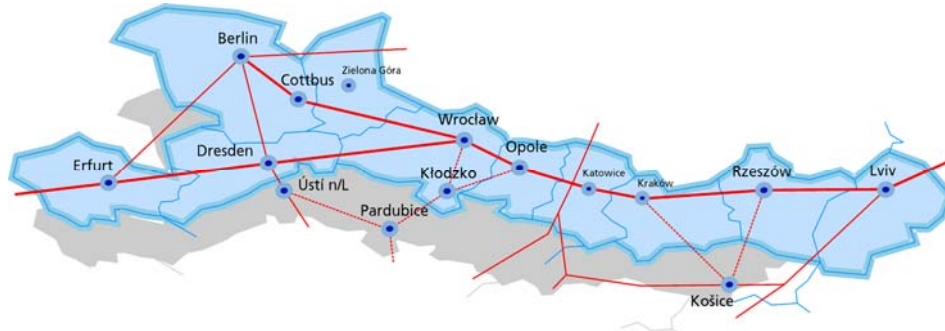 Berlin
Cottbus
Zielona Góra
Wrocław
Opole
Erfurt
Dresden
Ústí n/L
Kłodzko
Pardubice
Katowice
Kraków
Rzeszów
Lviv
Košice